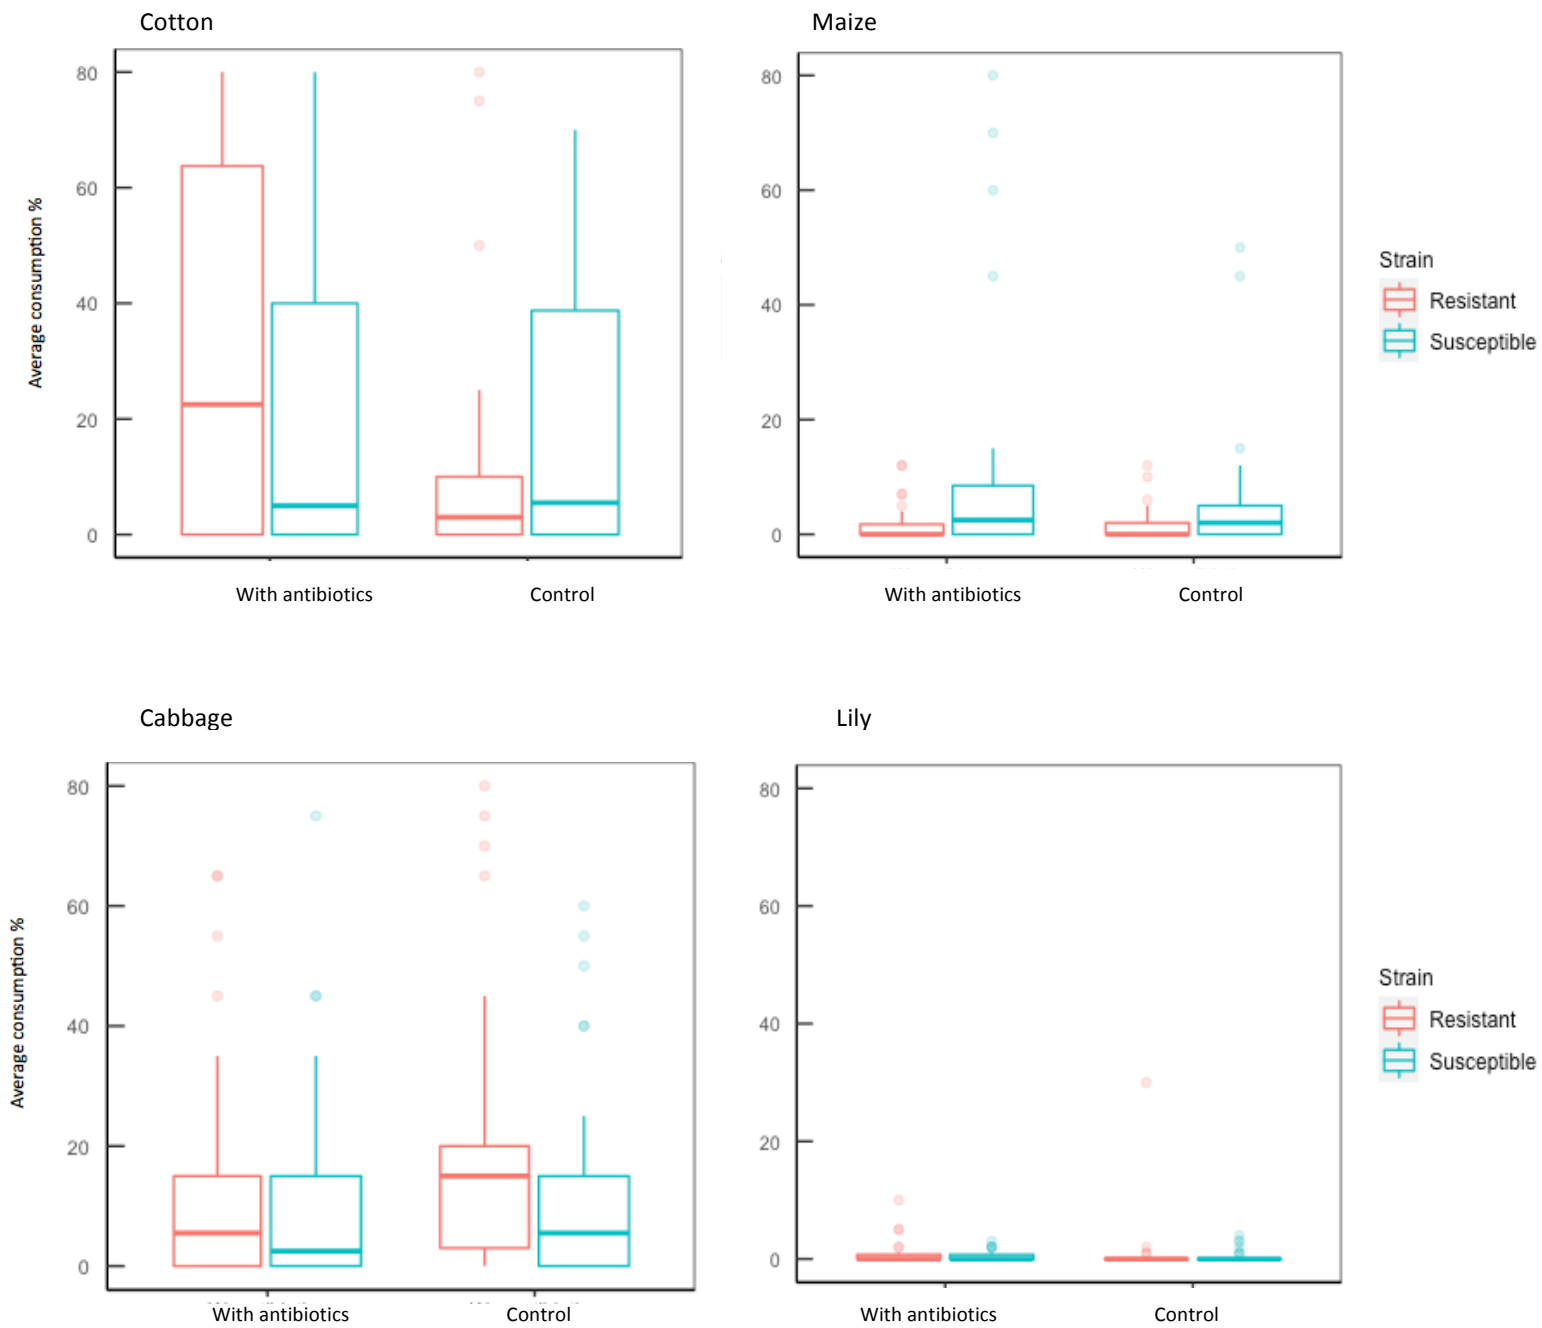 Cotton
Maize
80
60
40
20
0
Average consumption %
With antibiotics
Control
80
60
40
20
0
With antibiotics
Control
Strain
Resistant
Susceptible
Cabbage
Lily
80
60
40
20
0
Average consumption %
With antibiotics
Control
80
60
40
20
0
With antibiotics
Control
Strain
Resistant
Susceptible